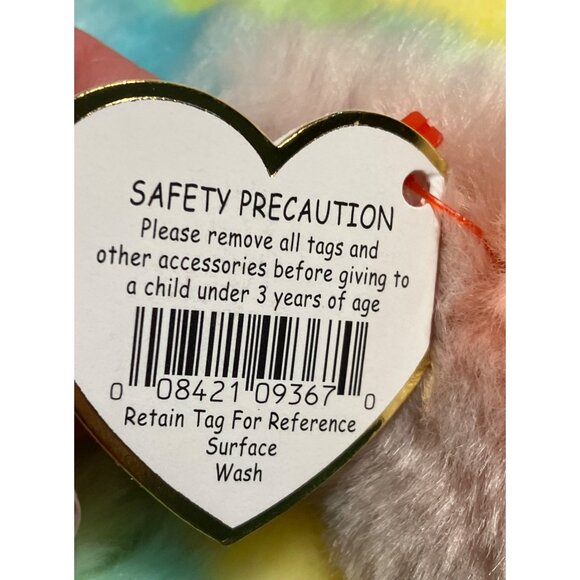 SAFETY PRECAUTION
Please remove all tags and
other accessories before giving to
a child under 3 years of age
0 08421 09367 0
Retain Tag For Reference
Surface
Wash